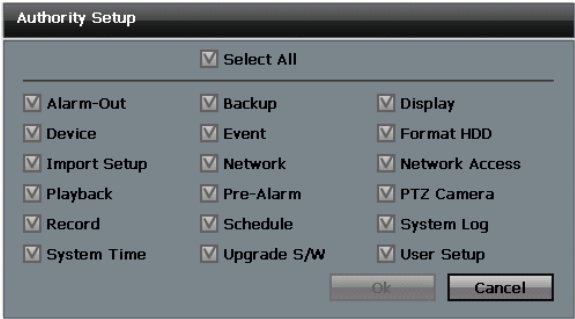 Authority Setup
Select All
Alarm-Out Backup Display
Device Event Format HDD
Import Setup Network Network Access
Playback Pre-Alarm PTZ Camera
Record Schedule System Log
System Time Upgrade S/W User Setup
Ok Cancel